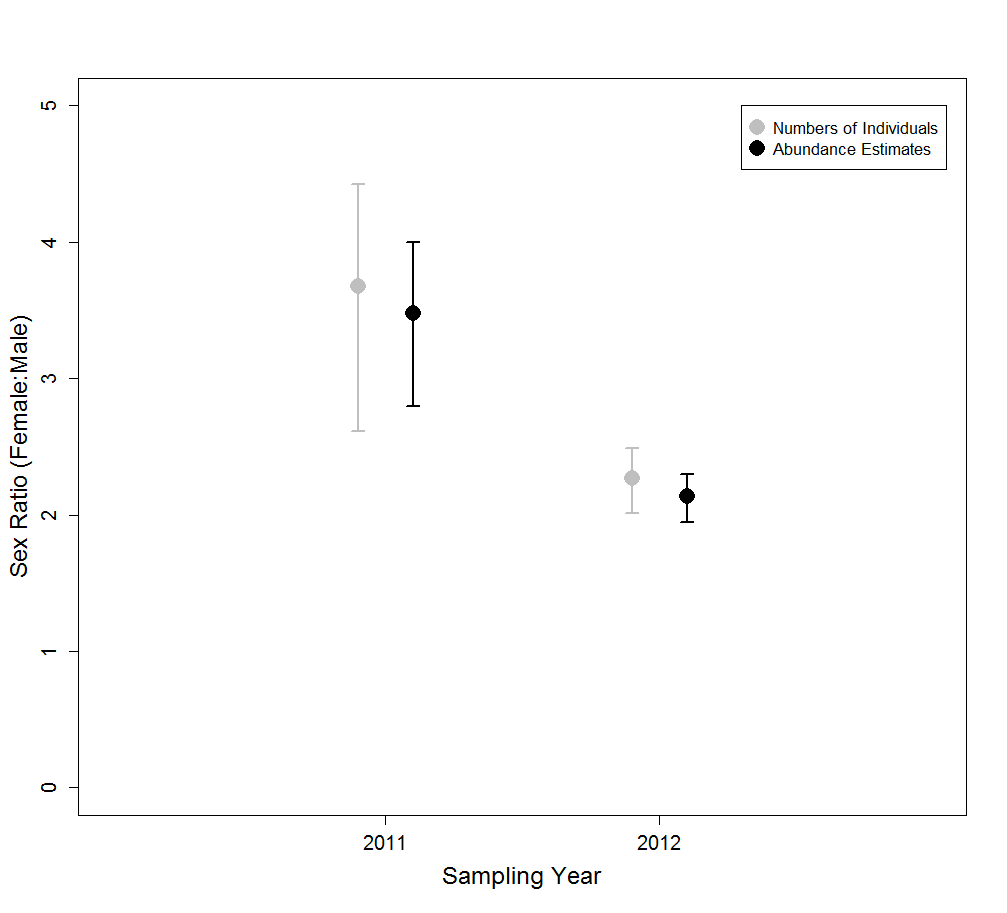 Numbers of Individuals
Abundance Estimates
Sex Ratio (Female:Male)
5
4
3
2
1
0
2011 2012
Sampling Year